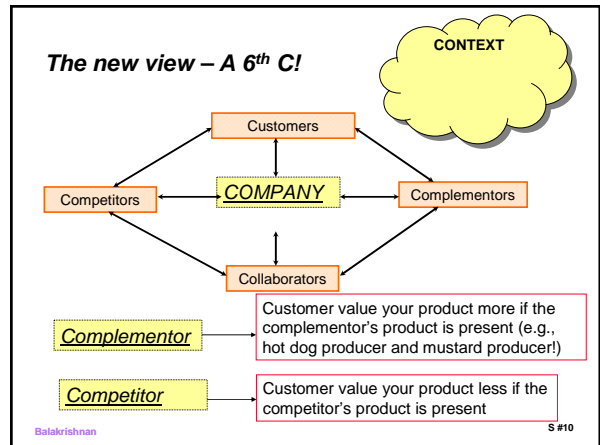 The new view – A 6th C!
CONTEXT
Customers
Competitors
COMPANY
Complementors
Collaborators
Complementor
Customer value your product more if the
complementor's product is present (e.g.,
hot dog producer and mustard producer!)
Competitor
Customer value your product less if the
competitor's product is present
Balakrishnan
S #10